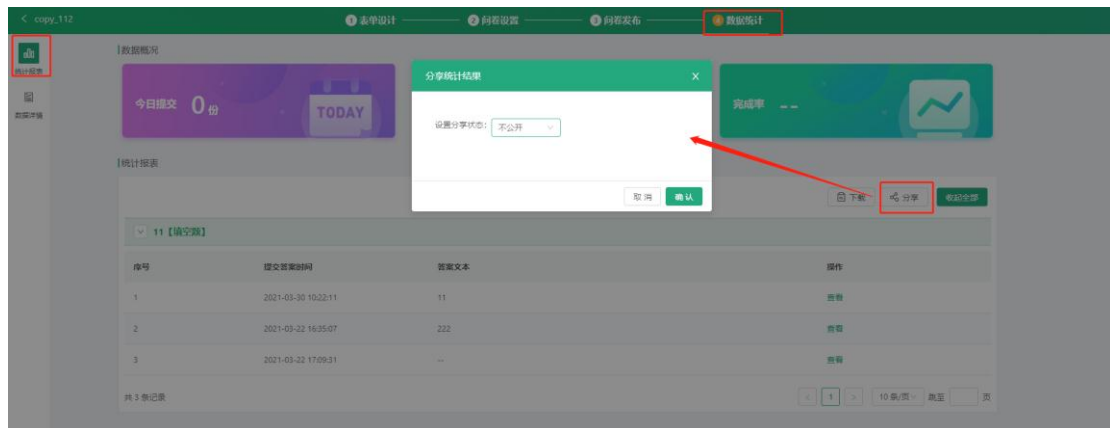 copy_112
1 表单设计
2 问卷设置
3 问卷发布
4 数据统计
统计报表
数据详情
数据概况
今日提交 0 份
TODAY
分享统计结果
设置分享状态： 不公开
取消 确认
完成率 --
统计报表
下载 分享 收起全部
11【填空题】
序号 提交答案时间 答案文本 操作
1 2021-03-30 10:22:11 11 查看
2 2021-03-22 16:35:07 222 查看
3 2021-03-22 17:09:31 -- 查看
共 3 条记录
1 10 条/页 跳至 页